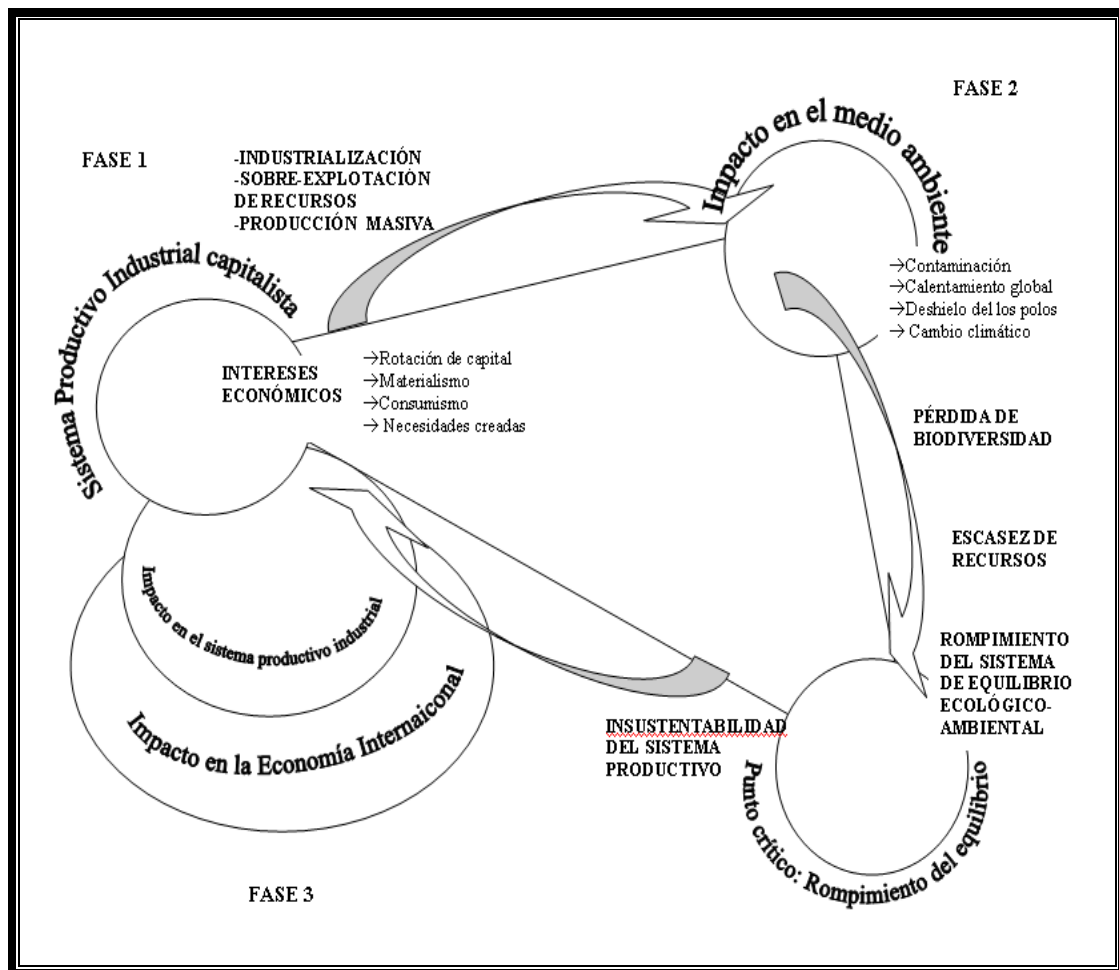 FASE 1
-INDUSTRIALIZACIÓN
-SOBRE-EXPLOTACIÓN
DE RECURSOS
-PRODUCCIÓN MASIVA
FASE 2
Impacto en el medio ambiente
→Contaminación
→Calentamiento global
→Deshielo del los polos
→ Cambio climático
Sistema Productivo Industrial capitalista
INTERESES
ECONÓMICOS
→Rotación de capital
→Materialismo
→Consumismo
→ Necesidades creadas
PÉRDIDA DE
BIODIVERSIDAD
ESCASEZ DE
RECURSOS
ROMPIMIENTO
DEL SISTEMA
DE EQUILIBRIO
ECOLÓGICO-
AMBIENTAL
Punto crítico: Rompimiento del equilibrio
INSUSTENTABILIDAD
DEL SISTEMA
PRODUCTIVO
Impacto en el sistema productivo industrial
Impacto en la Economía Internaiconal
FASE 3